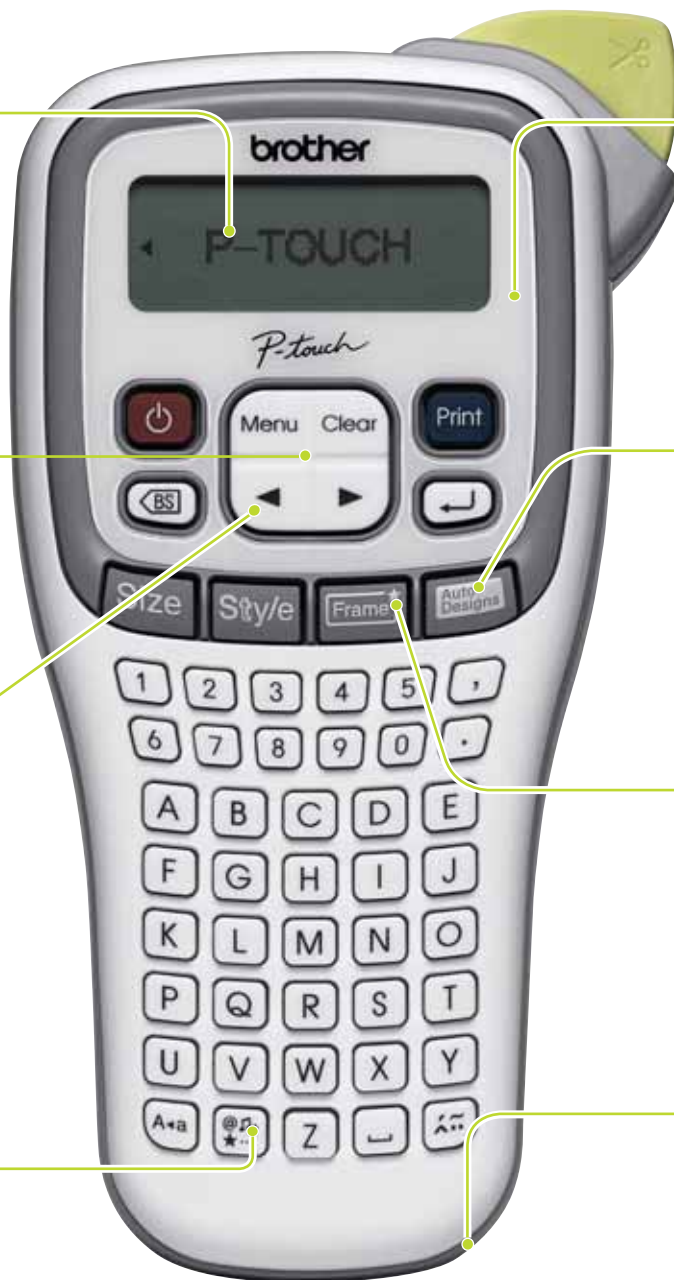 brother
P-TOUCH
P-touch
Menu Clear
Print
BS
Size Style Frame Auto Designs
1 2 3 4 5 ,
6 7 8 9 0 .
A B C D E
F G H I J
K L M N O
P Q R S T
U V W X Y
A◂a @♫★… Z